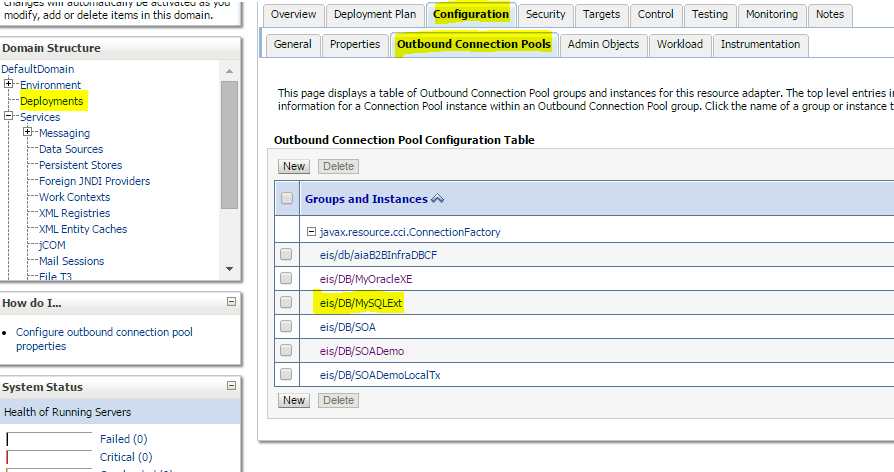 changes will automatically be activated as you
modify, add or delete items in this domain.
Domain Structure
DefaultDomain
Environment
Deployments
Services
Messaging
Data Sources
Persistent Stores
Foreign JNDI Providers
Work Contexts
XML Registries
XML Entity Caches
jCOM
Mail Sessions
File T3
How do I...
Configure outbound connection pool
properties
System Status
Health of Running Servers
Failed (0)
Critical (0)
Overview Deployment Plan Configuration Security Targets Control Testing Monitoring Notes
General Properties Outbound Connection Pools Admin Objects Workload Instrumentation
This page displays a table of Outbound Connection Pool groups and instances for this resource adapter. The top level entries in
information for a Connection Pool instance within an Outbound Connection Pool group. Click the name of a group or instance t
Outbound Connection Pool Configuration Table
New Delete
Groups and Instances
javax.resource.cci.ConnectionFactory
eis/db/aiaB2BInfraDBCF
eis/DB/MyOracleXE
eis/DB/MySQLExt
eis/DB/SOA
eis/DB/SOADemo
eis/DB/SOADemoLocalTx
New Delete